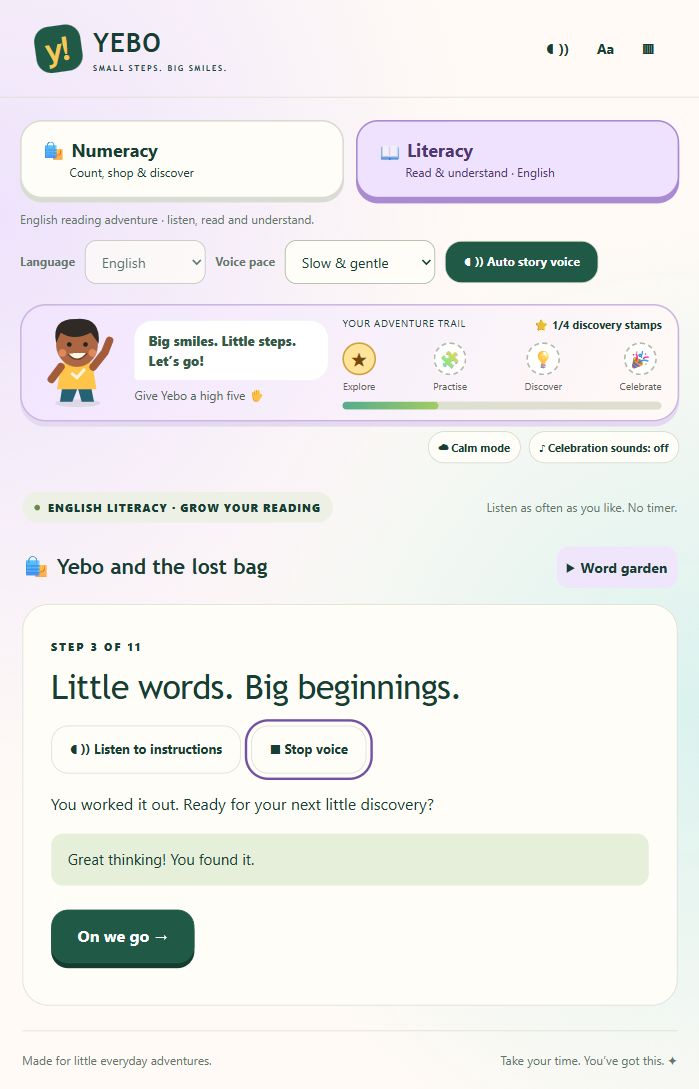 y!
YEBO
SMALL STEPS. BIG SMILES.
))
Aa
Numeracy
Count, shop & discover
Literacy
Read & understand · English
English reading adventure · listen, read and understand.
Language
English
Voice pace
Slow & gentle
)) Auto story voice
Big smiles. Little steps.
Let's go!
Give Yebo a high five 🖐
YOUR ADVENTURE TRAIL
⭐ 1/4 discovery stamps
Explore
Practise
Discover
Celebrate
☁ Calm mode
♪ Celebration sounds: off
ENGLISH LITERACY · GROW YOUR READING
Listen as often as you like. No timer.
Yebo and the lost bag
▶ Word garden
STEP 3 OF 11
Little words. Big beginnings.
)) Listen to instructions
■ Stop voice
You worked it out. Ready for your next little discovery?
Great thinking! You found it.
On we go →
Made for little everyday adventures.
Take your time. You've got this. ✦